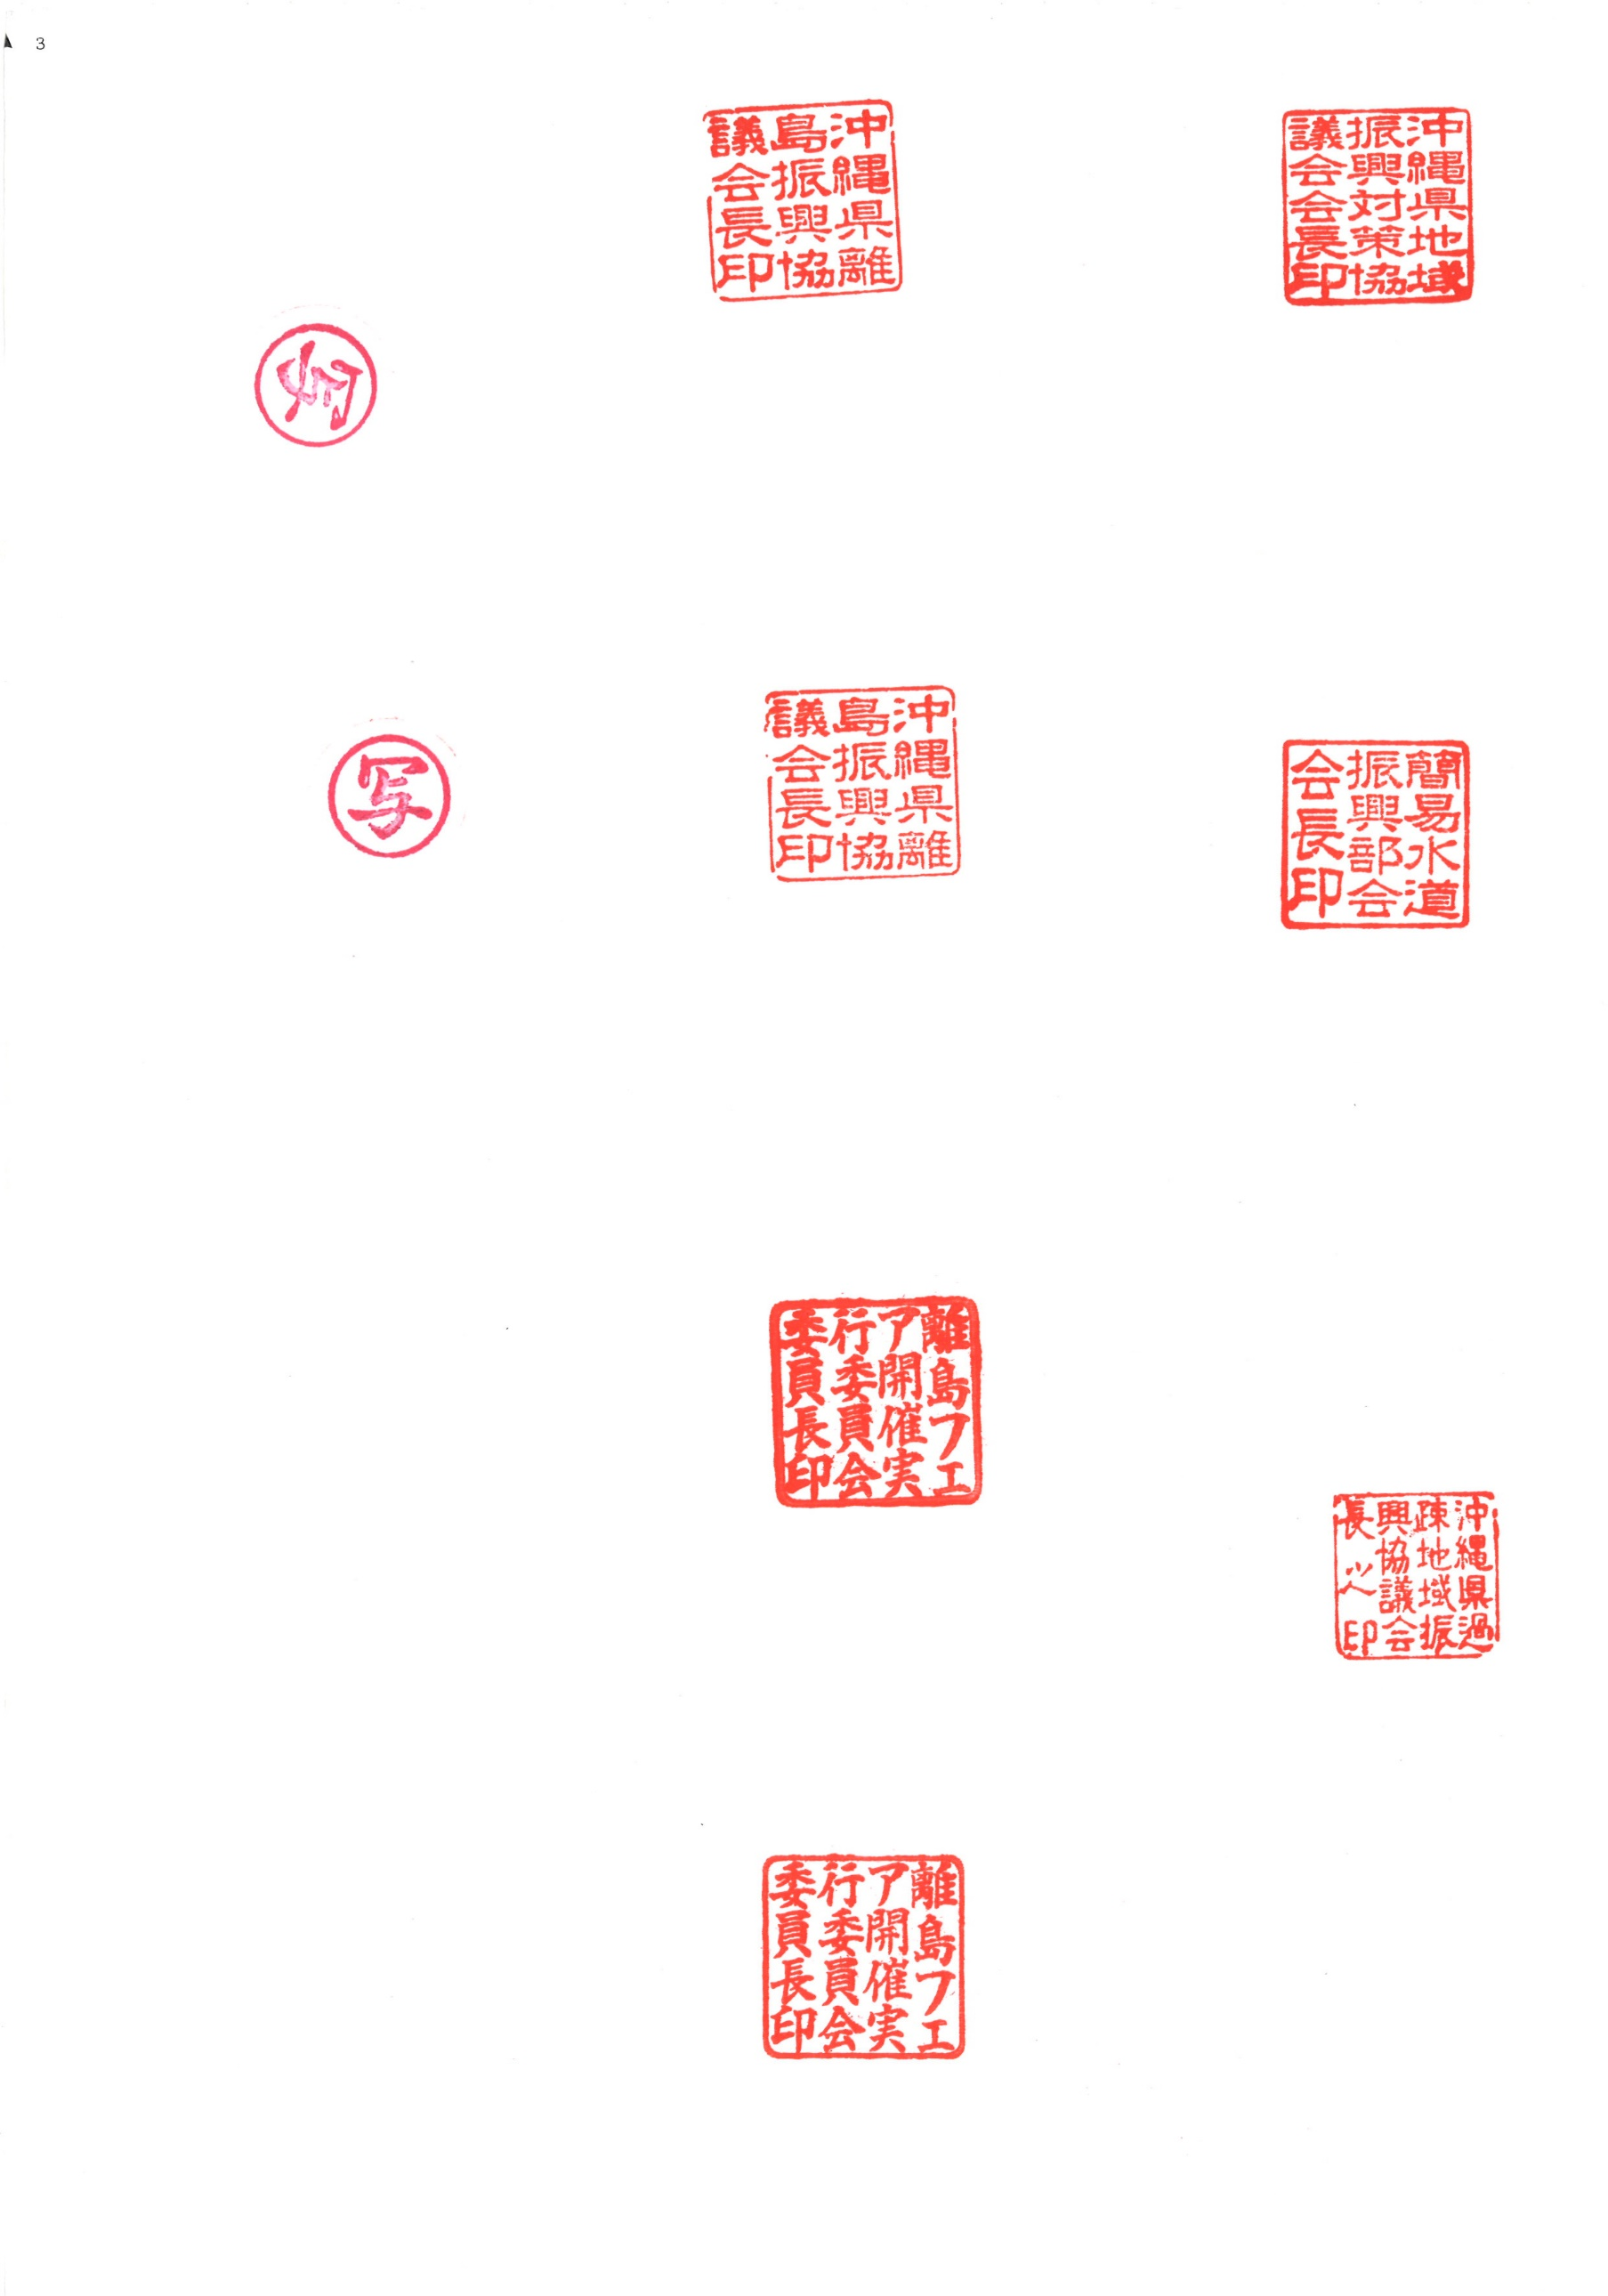 3
沖縄県離
島振興協
議会長印
沖縄県地域
振興対策協
議会会長印
写
沖縄県離
島振興協
議会長印
簡易水道
振興部会
会長印
写
離島フエ
ア開催実
行委員会
委員長印
沖縄県過
疎地域振
興協議会
長
印
離島フエ
ア開催実
行委員会
委員長印